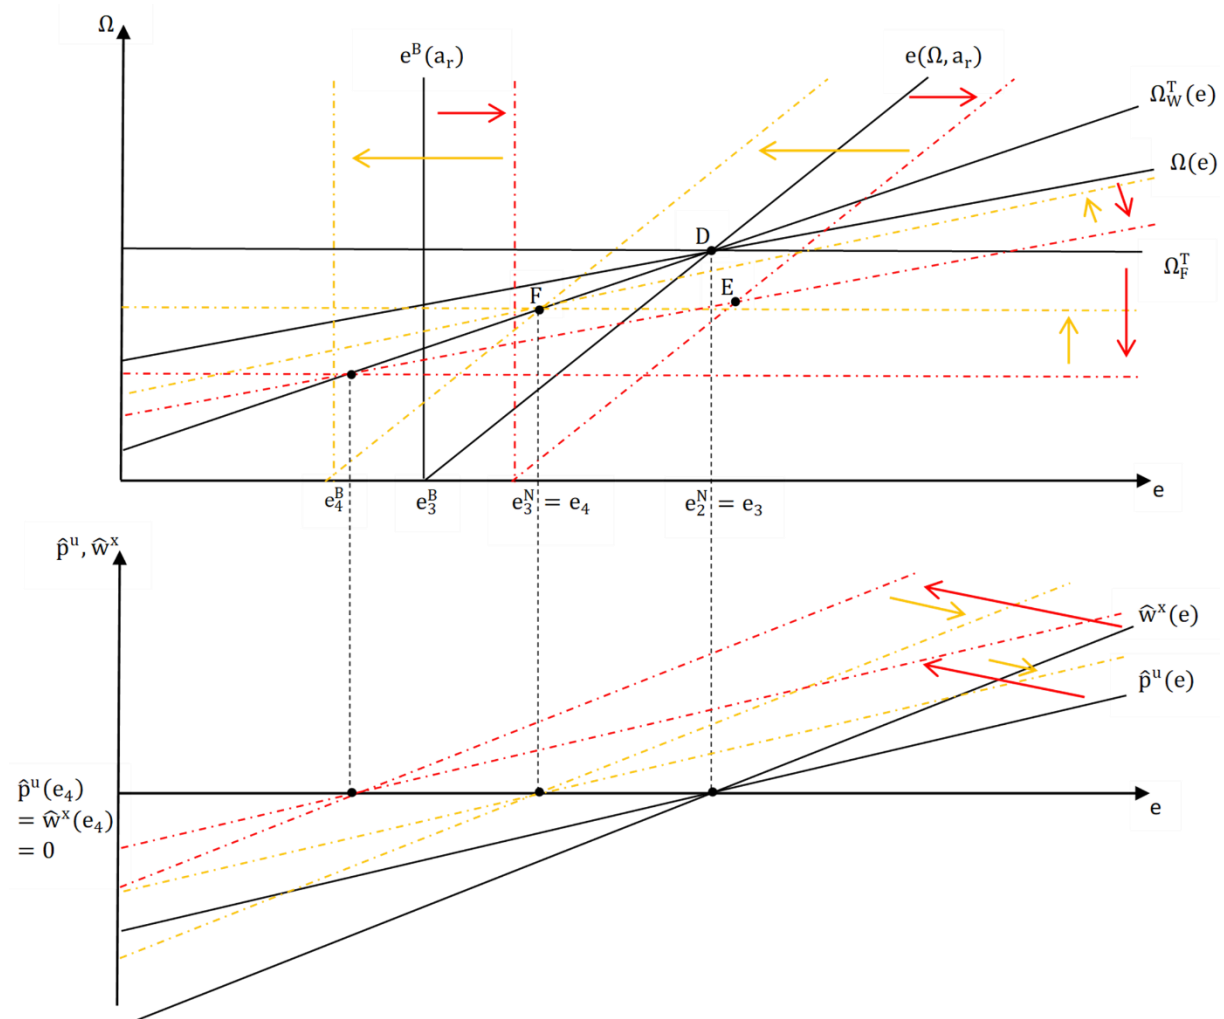 Ω
e^B(a_r)
e(Ω, a_r)
Ω_W^T(e)
Ω(e)
D
Ω_F^T
E
F
e_4^B
e_3^B
e_3^N = e_4
e_2^N = e_3
e
p̂^u, ŵ^x
ŵ^x(e)
p̂^u(e)
p̂^u(e_4)
= ŵ^x(e_4)
= 0
e